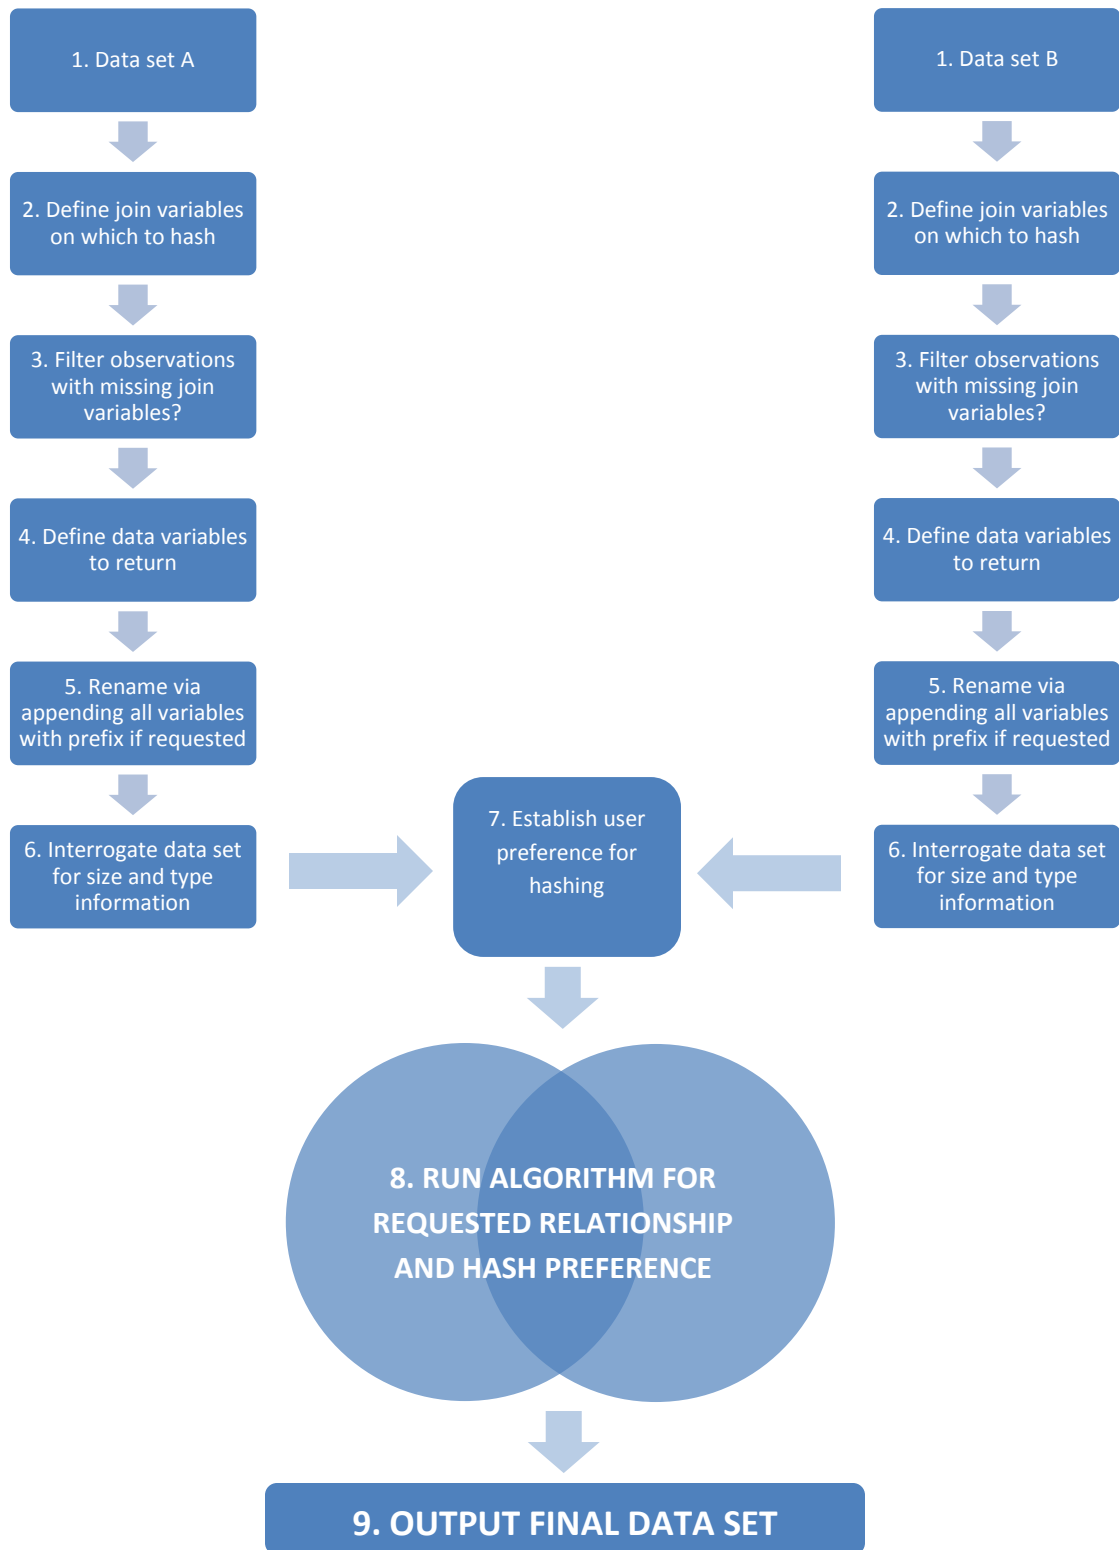 1. Data set A
2. Define join variables
on which to hash
3. Filter observations
with missing join
variables?
4. Define data variables
to return
5. Rename via
appending all variables
with prefix if requested
6. Interrogate data set
for size and type
information
1. Data set B
2. Define join variables
on which to hash
3. Filter observations
with missing join
variables?
4. Define data variables
to return
5. Rename via
appending all variables
with prefix if requested
6. Interrogate data set
for size and type
information
7. Establish user
preference for
hashing
8. RUN ALGORITHM FOR
REQUESTED RELATIONSHIP
AND HASH PREFERENCE
9. OUTPUT FINAL DATA SET